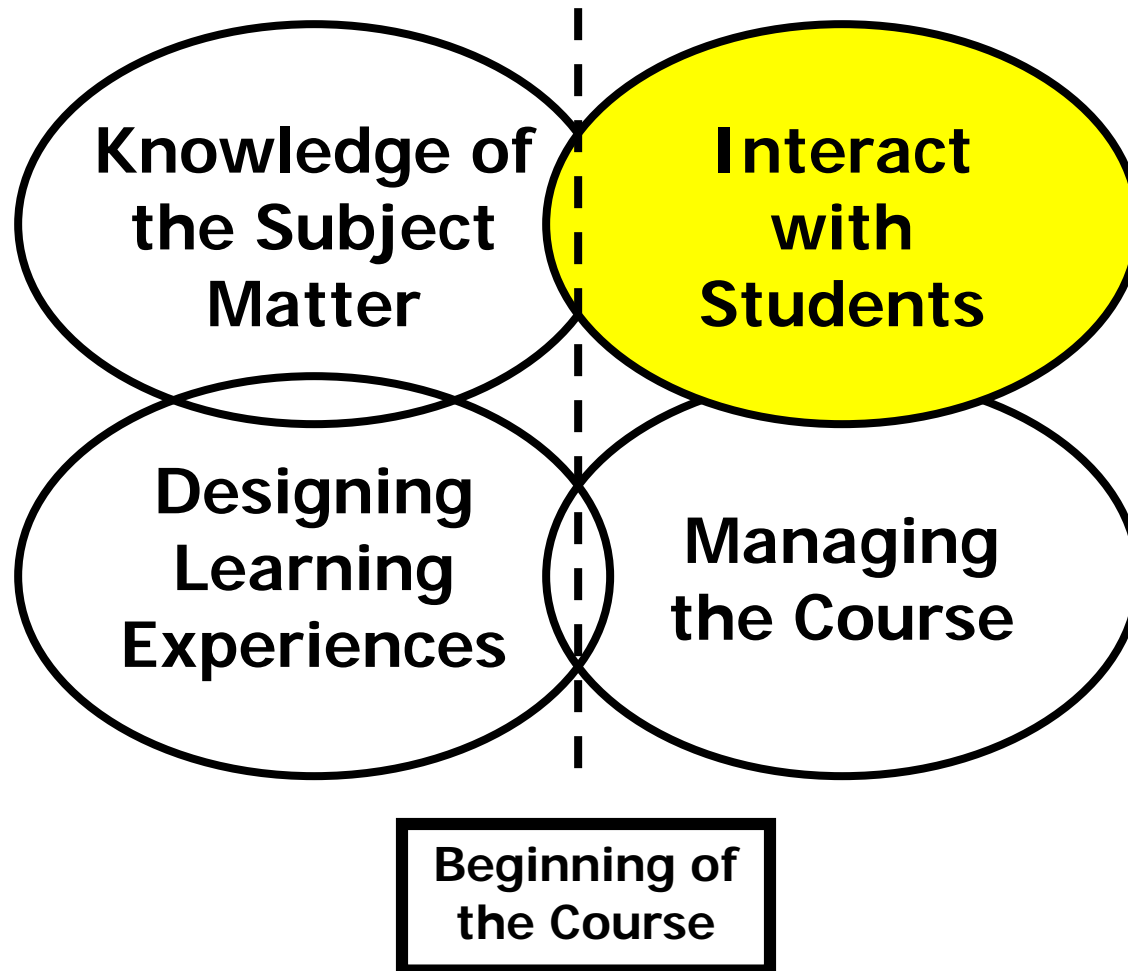 Knowledge of
the Subject
Matter
Interact
with
Students
Designing
Learning
Experiences
Managing
the Course
Beginning of
the Course